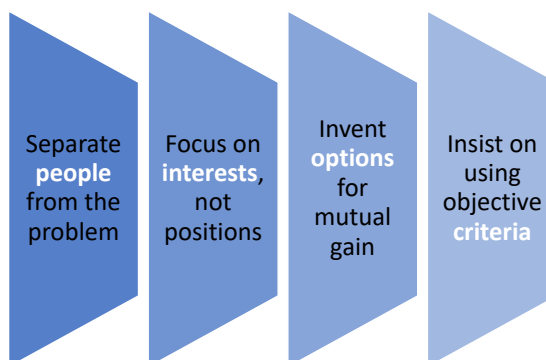 Separate
people
from the
problem
Focus on
interests,
not
positions
Invent
options
for
mutual
gain
Insist on
using
objective
criteria